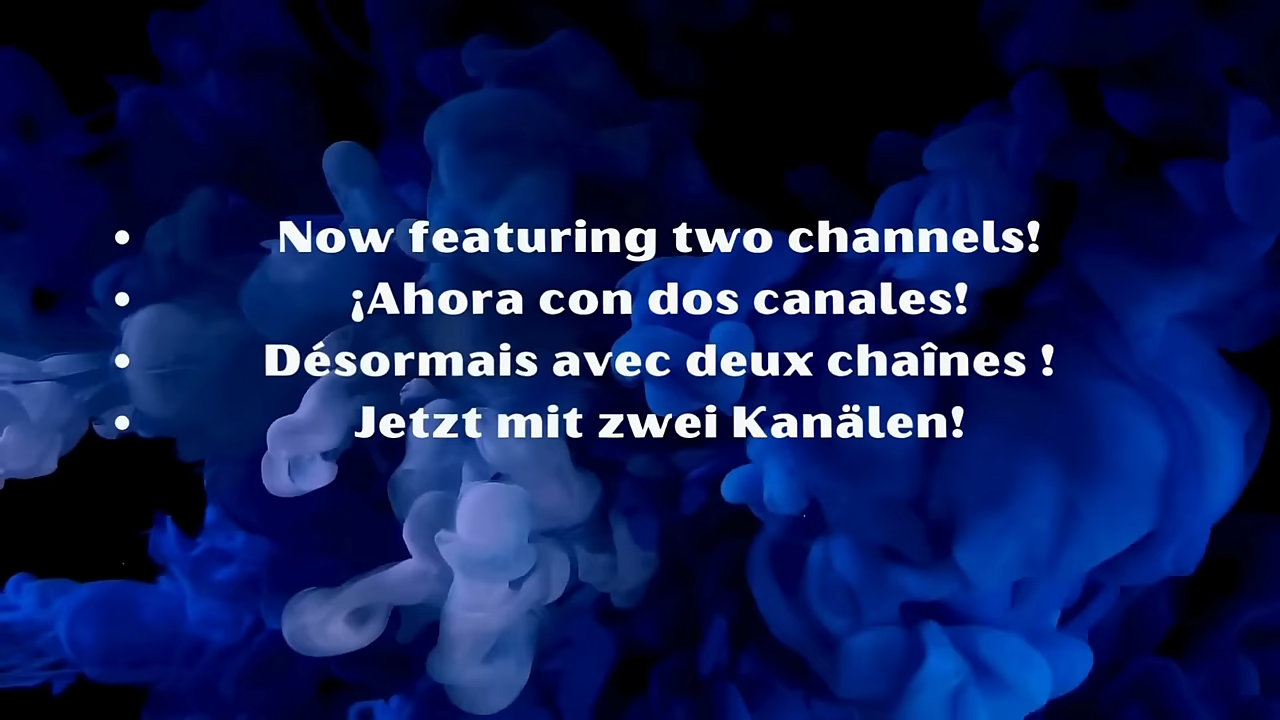 • Now featuring two channels!
• ¡Ahora con dos canales!
• Désormais avec deux chaînes !
• Jetzt mit zwei Kanälen!